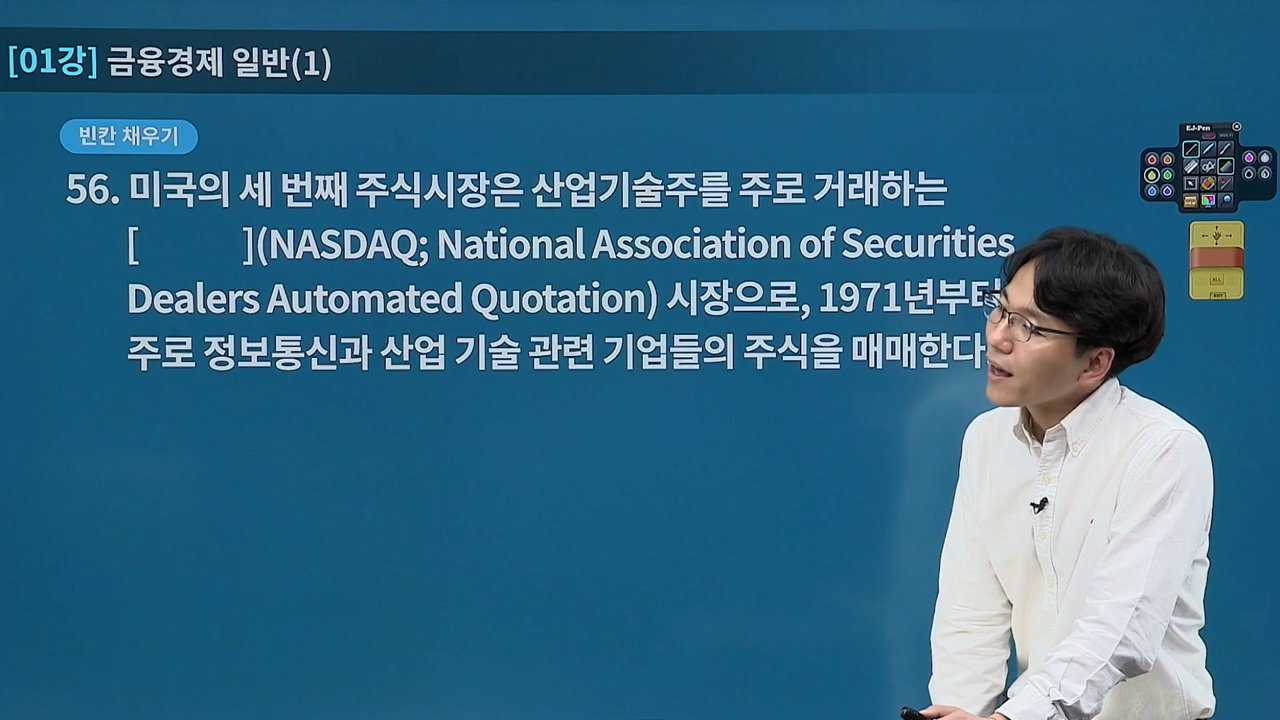 [01강] 금융경제 일반(1)
빈칸 채우기
56. 미국의 세 번째 주식시장은 산업기술주를 주로 거래하는
[ ](NASDAQ; National Association of Securities
Dealers Automated Quotation) 시장으로, 1971년부터
주로 정보통신과 산업 기술 관련 기업들의 주식을 매매한다
EJ-Pen
ALL